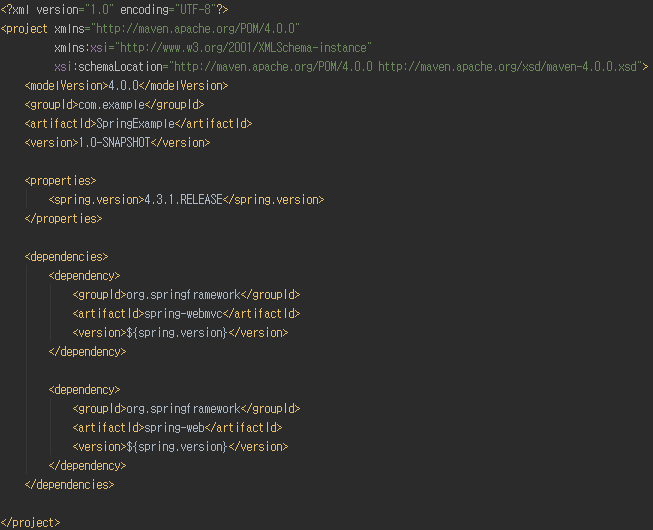 <?xml version="1.0" encoding="UTF-8"?>
<project xmlns="http://maven.apache.org/POM/4.0.0"
xmlns:xsi="http://www.w3.org/2001/XMLSchema-instance"
xsi:schemaLocation="http://maven.apache.org/POM/4.0.0 http://maven.apache.org/xsd/maven-4.0.0.xsd">
<modelVersion>4.0.0</modelVersion>
<groupId>com.example</groupId>
<artifactId>SpringExample</artifactId>
<version>1.0-SNAPSHOT</version>
<properties>
<spring.version>4.3.1.RELEASE</spring.version>
</properties>
<dependencies>
<dependency>
<groupId>org.springframework</groupId>
<artifactId>spring-webmvc</artifactId>
<version>${spring.version}</version>
</dependency>
<dependency>
<groupId>org.springframework</groupId>
<artifactId>spring-web</artifactId>
<version>${spring.version}</version>
</dependency>
</dependencies>
</project>